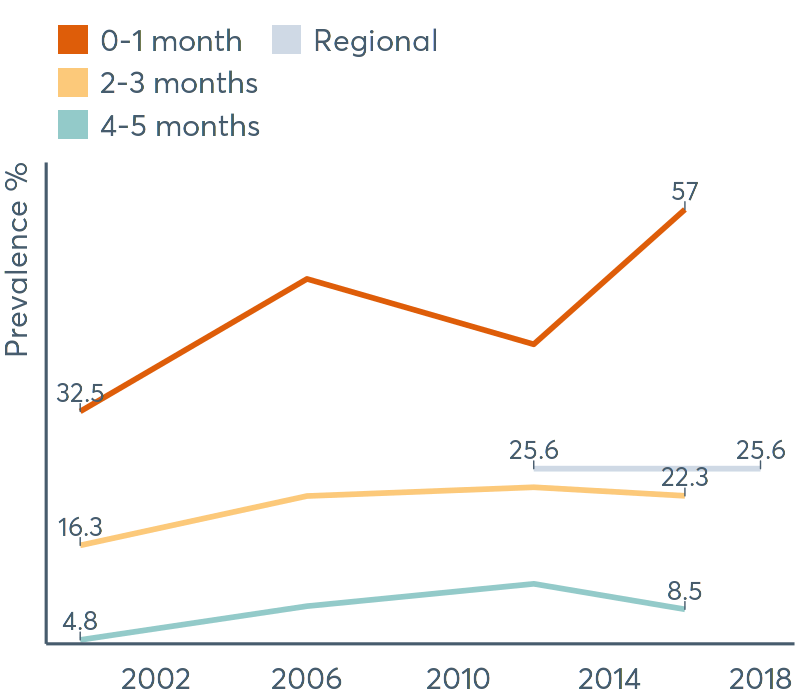 0-1 month
Regional
2-3 months
4-5 months
Prevalence %
57
32.5
25.6
25.6
22.3
16.3
8.5
4.8
2002
2006
2010
2014
2018